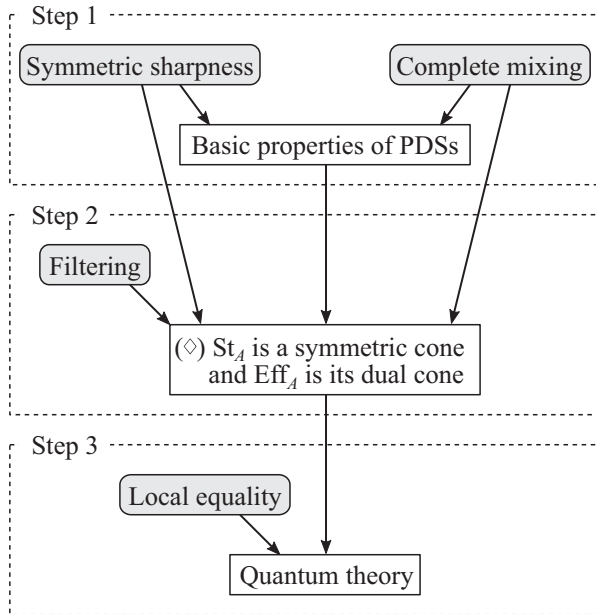 Step 1
Symmetric sharpness
Complete mixing
Basic properties of PDSs
Step 2
Filtering
(◇) St_A is a symmetric cone
and Eff_A is its dual cone
Step 3
Local equality
Quantum theory